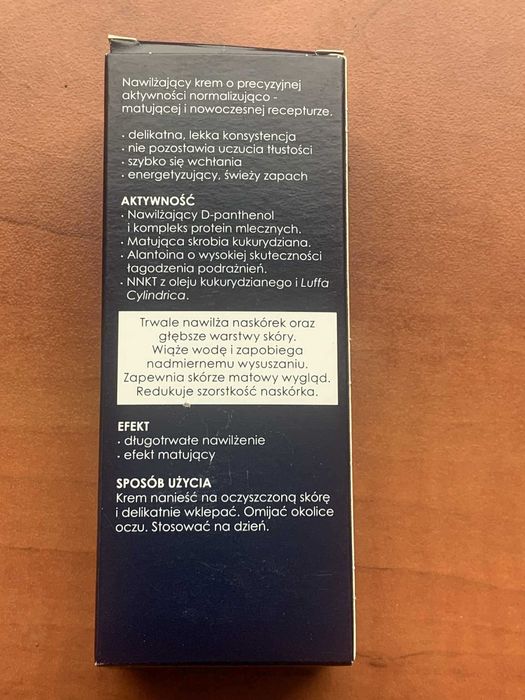 Nawilżający krem o precyzyjnej
aktywności normalizująco -
matującej i nowoczesnej recepturze.
· delikatna, lekka konsystencja
· nie pozostawia uczucia tłustości
· szybko się wchłania
· energetyzujący, świeży zapach
AKTYWNOŚĆ
· Nawilżający D-panthenol
i kompleks protein mlecznych.
· Matująca skrobia kukurydziana.
· Alantoina o wysokiej skuteczności
łagodzenia podrażnień.
· NNKT z oleju kukurydzianego i Luffa
Cylindrica.
Trwale nawilża naskórek oraz
głębsze warstwy skóry.
Wiąże wodę i zapobiega
nadmiernemu wysuszaniu.
Zapewnia skórze matowy wygląd.
Redukuje szorstkość naskórka.
EFEKT
· długotrwałe nawilżenie
· efekt matujący
SPOSÓB UŻYCIA
Krem nanieść na oczyszczoną skórę
i delikatnie wklepać. Omijać okolice
oczu. Stosować na dzień.